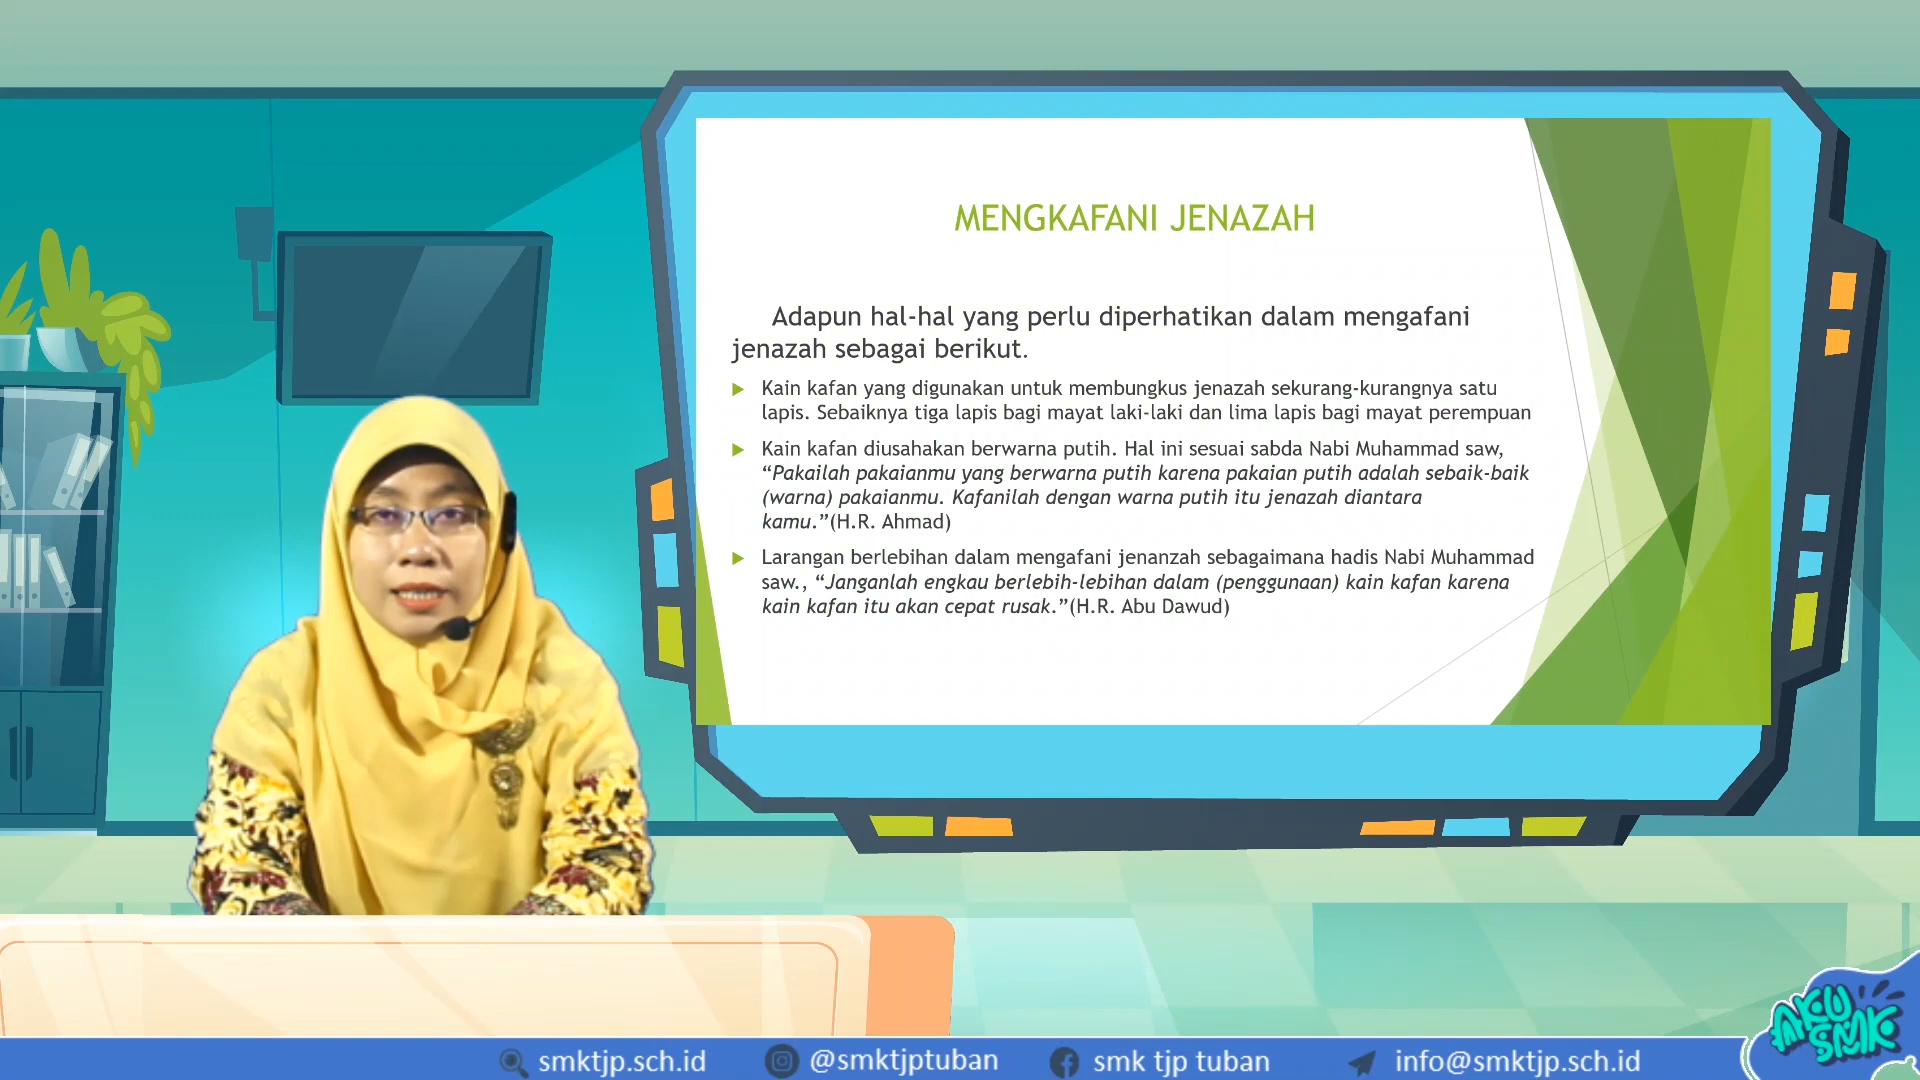 MENGKAFANI JENAZAH
Adapun hal-hal yang perlu diperhatikan dalam mengafani
jenazah sebagai berikut.
Kain kafan yang digunakan untuk membungkus jenazah sekurang-kurangnya satu
lapis. Sebaiknya tiga lapis bagi mayat laki-laki dan lima lapis bagi mayat perempuan
Kain kafan diusahakan berwarna putih. Hal ini sesuai sabda Nabi Muhammad saw,
“Pakailah pakaianmu yang berwarna putih karena pakaian putih adalah sebaik-baik
(warna) pakaianmu. Kafanilah dengan warna putih itu jenazah diantara
kamu.”(H.R. Ahmad)
Larangan berlebihan dalam mengafani jenanzah sebagaimana hadis Nabi Muhammad
saw., “Janganlah engkau berlebih-lebihan dalam (penggunaan) kain kafan karena
kain kafan itu akan cepat rusak.”(H.R. Abu Dawud)
AKU
SMK
smktjp.sch.id @smktjptuban smk tjp tuban info@smktjp.sch.id